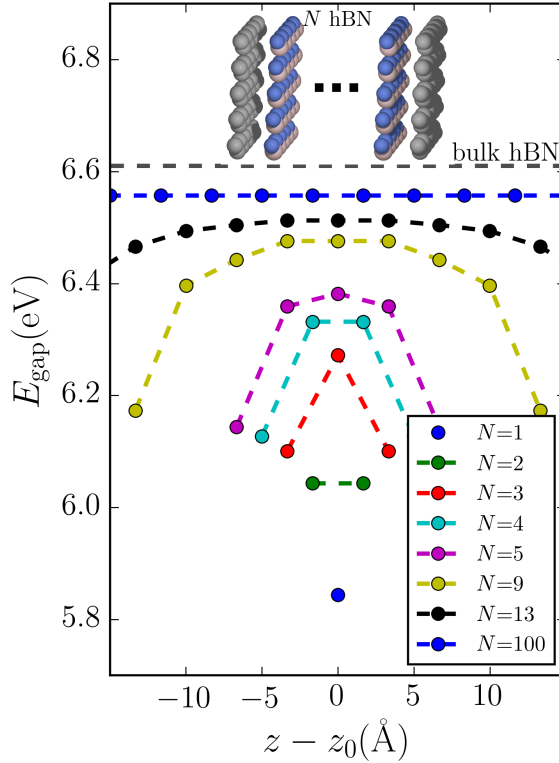 N hBN
bulk hBN
6.8
6.6
6.4
6.2
6.0
5.8
E_gap(eV)
N=1
N=2
N=3
N=4
N=5
N=9
N=13
N=100
−10 −5 0 5 10
z − z₀(Å)